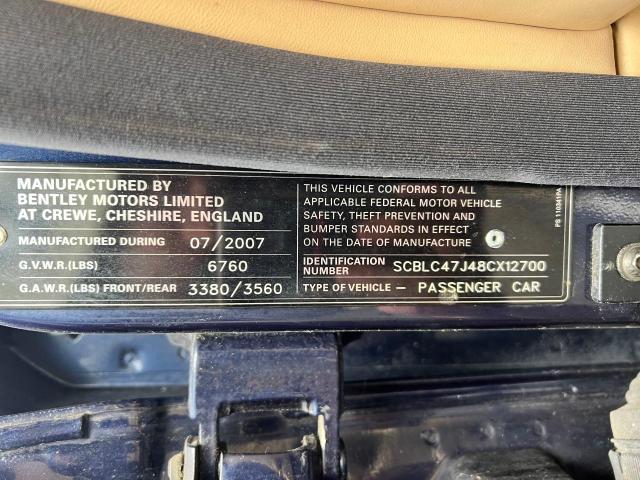 MANUFACTURED BY
BENTLEY MOTORS LIMITED
AT CREWE, CHESHIRE, ENGLAND
MANUFACTURED DURING 07/2007
G.V.W.R.(LBS) 6760
G.A.W.R.(LBS) FRONT/REAR 3380/3560
THIS VEHICLE CONFORMS TO ALL
APPLICABLE FEDERAL MOTOR VEHICLE
SAFETY, THEFT PREVENTION AND
BUMPER STANDARDS IN EFFECT
ON THE DATE OF MANUFACTURE
IDENTIFICATION
NUMBER SCBLC47J48CX12700
TYPE OF VEHICLE — PASSENGER CAR